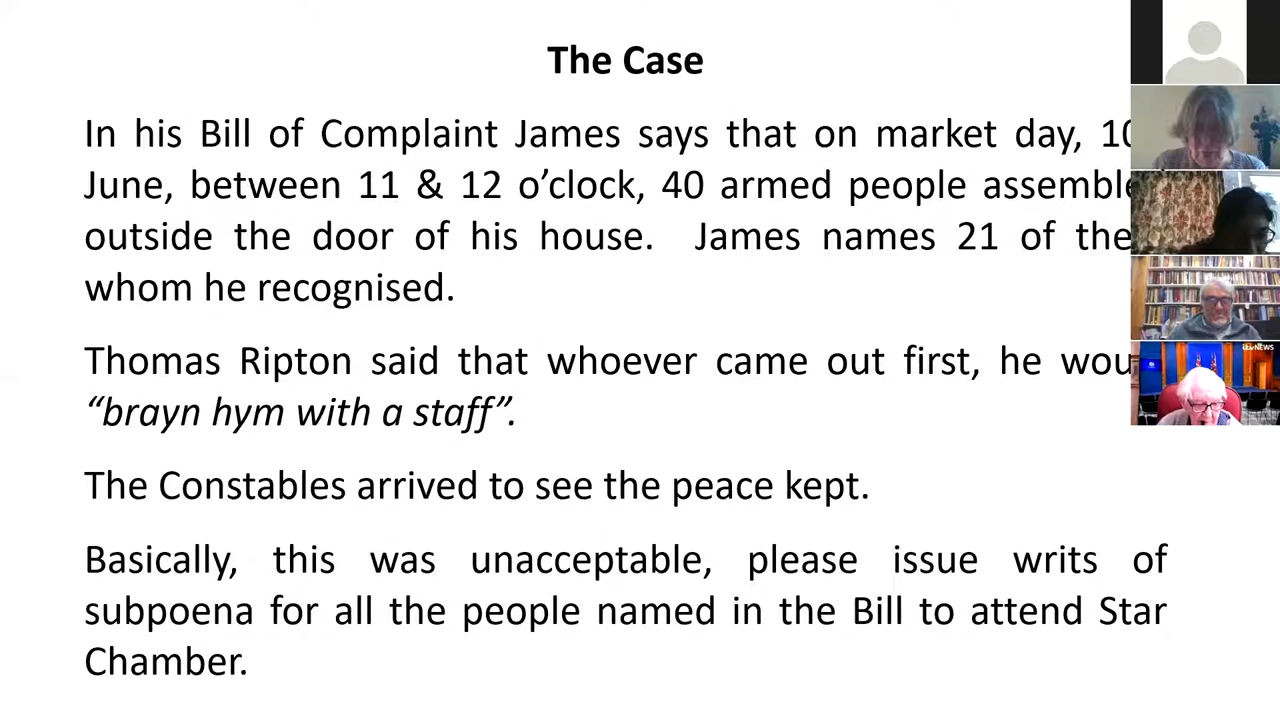 The Case
In his Bill of Complaint James says that on market day,
June, between 11 & 12 o’clock, 40 armed people
outside the door of his house. James names 21 of
whom he recognised.
Thomas Ripton said that whoever came out first, he
“brayn hym with a staff”.
The Constables arrived to see the peace kept.
Basically, this was unacceptable, please issue writs of
subpoena for all the people named in the Bill to attend Star
Chamber.
itv NEWS